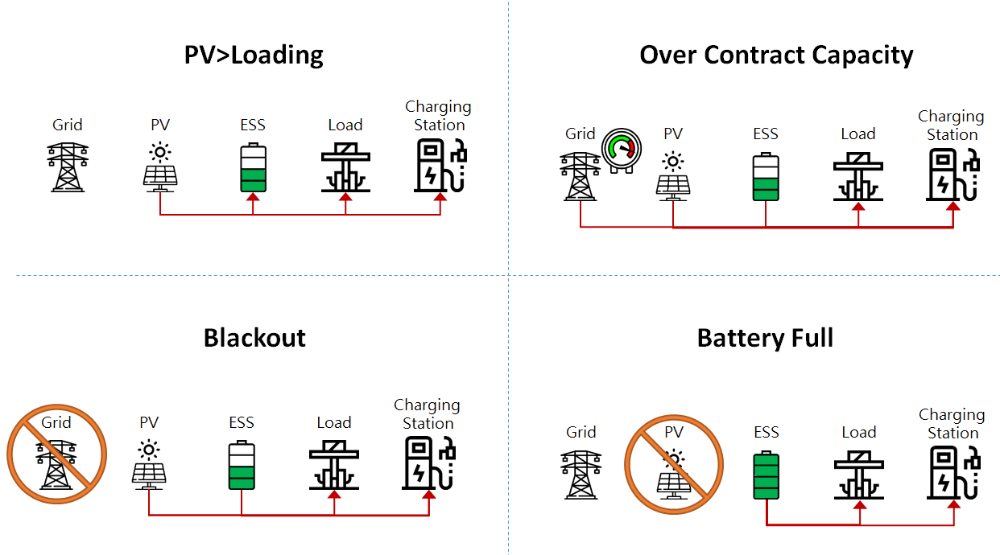 PV>Loading
Grid
PV
ESS
Load
Charging
Station
Over Contract Capacity
Grid
PV
ESS
Load
Charging
Station
Blackout
Grid
PV
ESS
Load
Charging
Station
Battery Full
Grid
PV
ESS
Load
Charging
Station